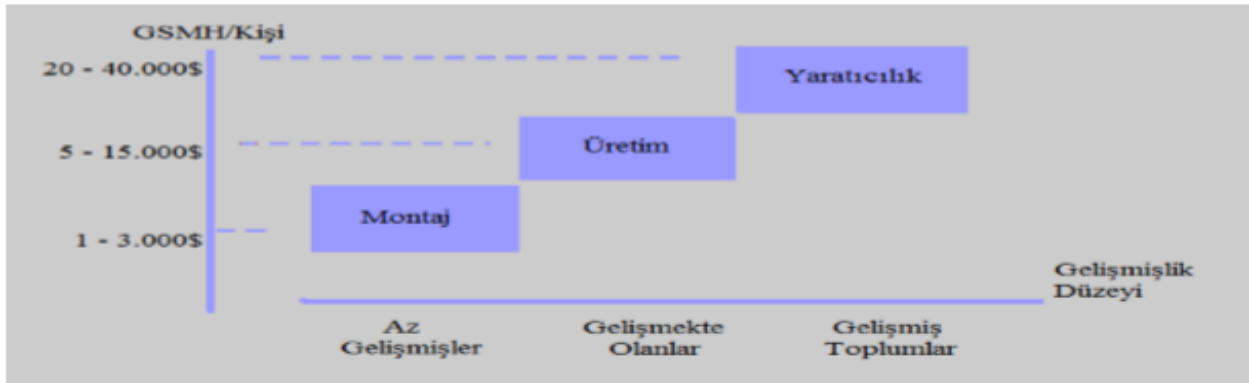 GSMH/Kişi
20 - 40.000$
Yaratıcılık
5 - 15.000$
Üretim
Montaj
1 - 3.000$
Gelişmişlik
Düzeyi
Az
Gelişmişler
Gelişmekte
Olanlar
Gelişmiş
Toplumlar